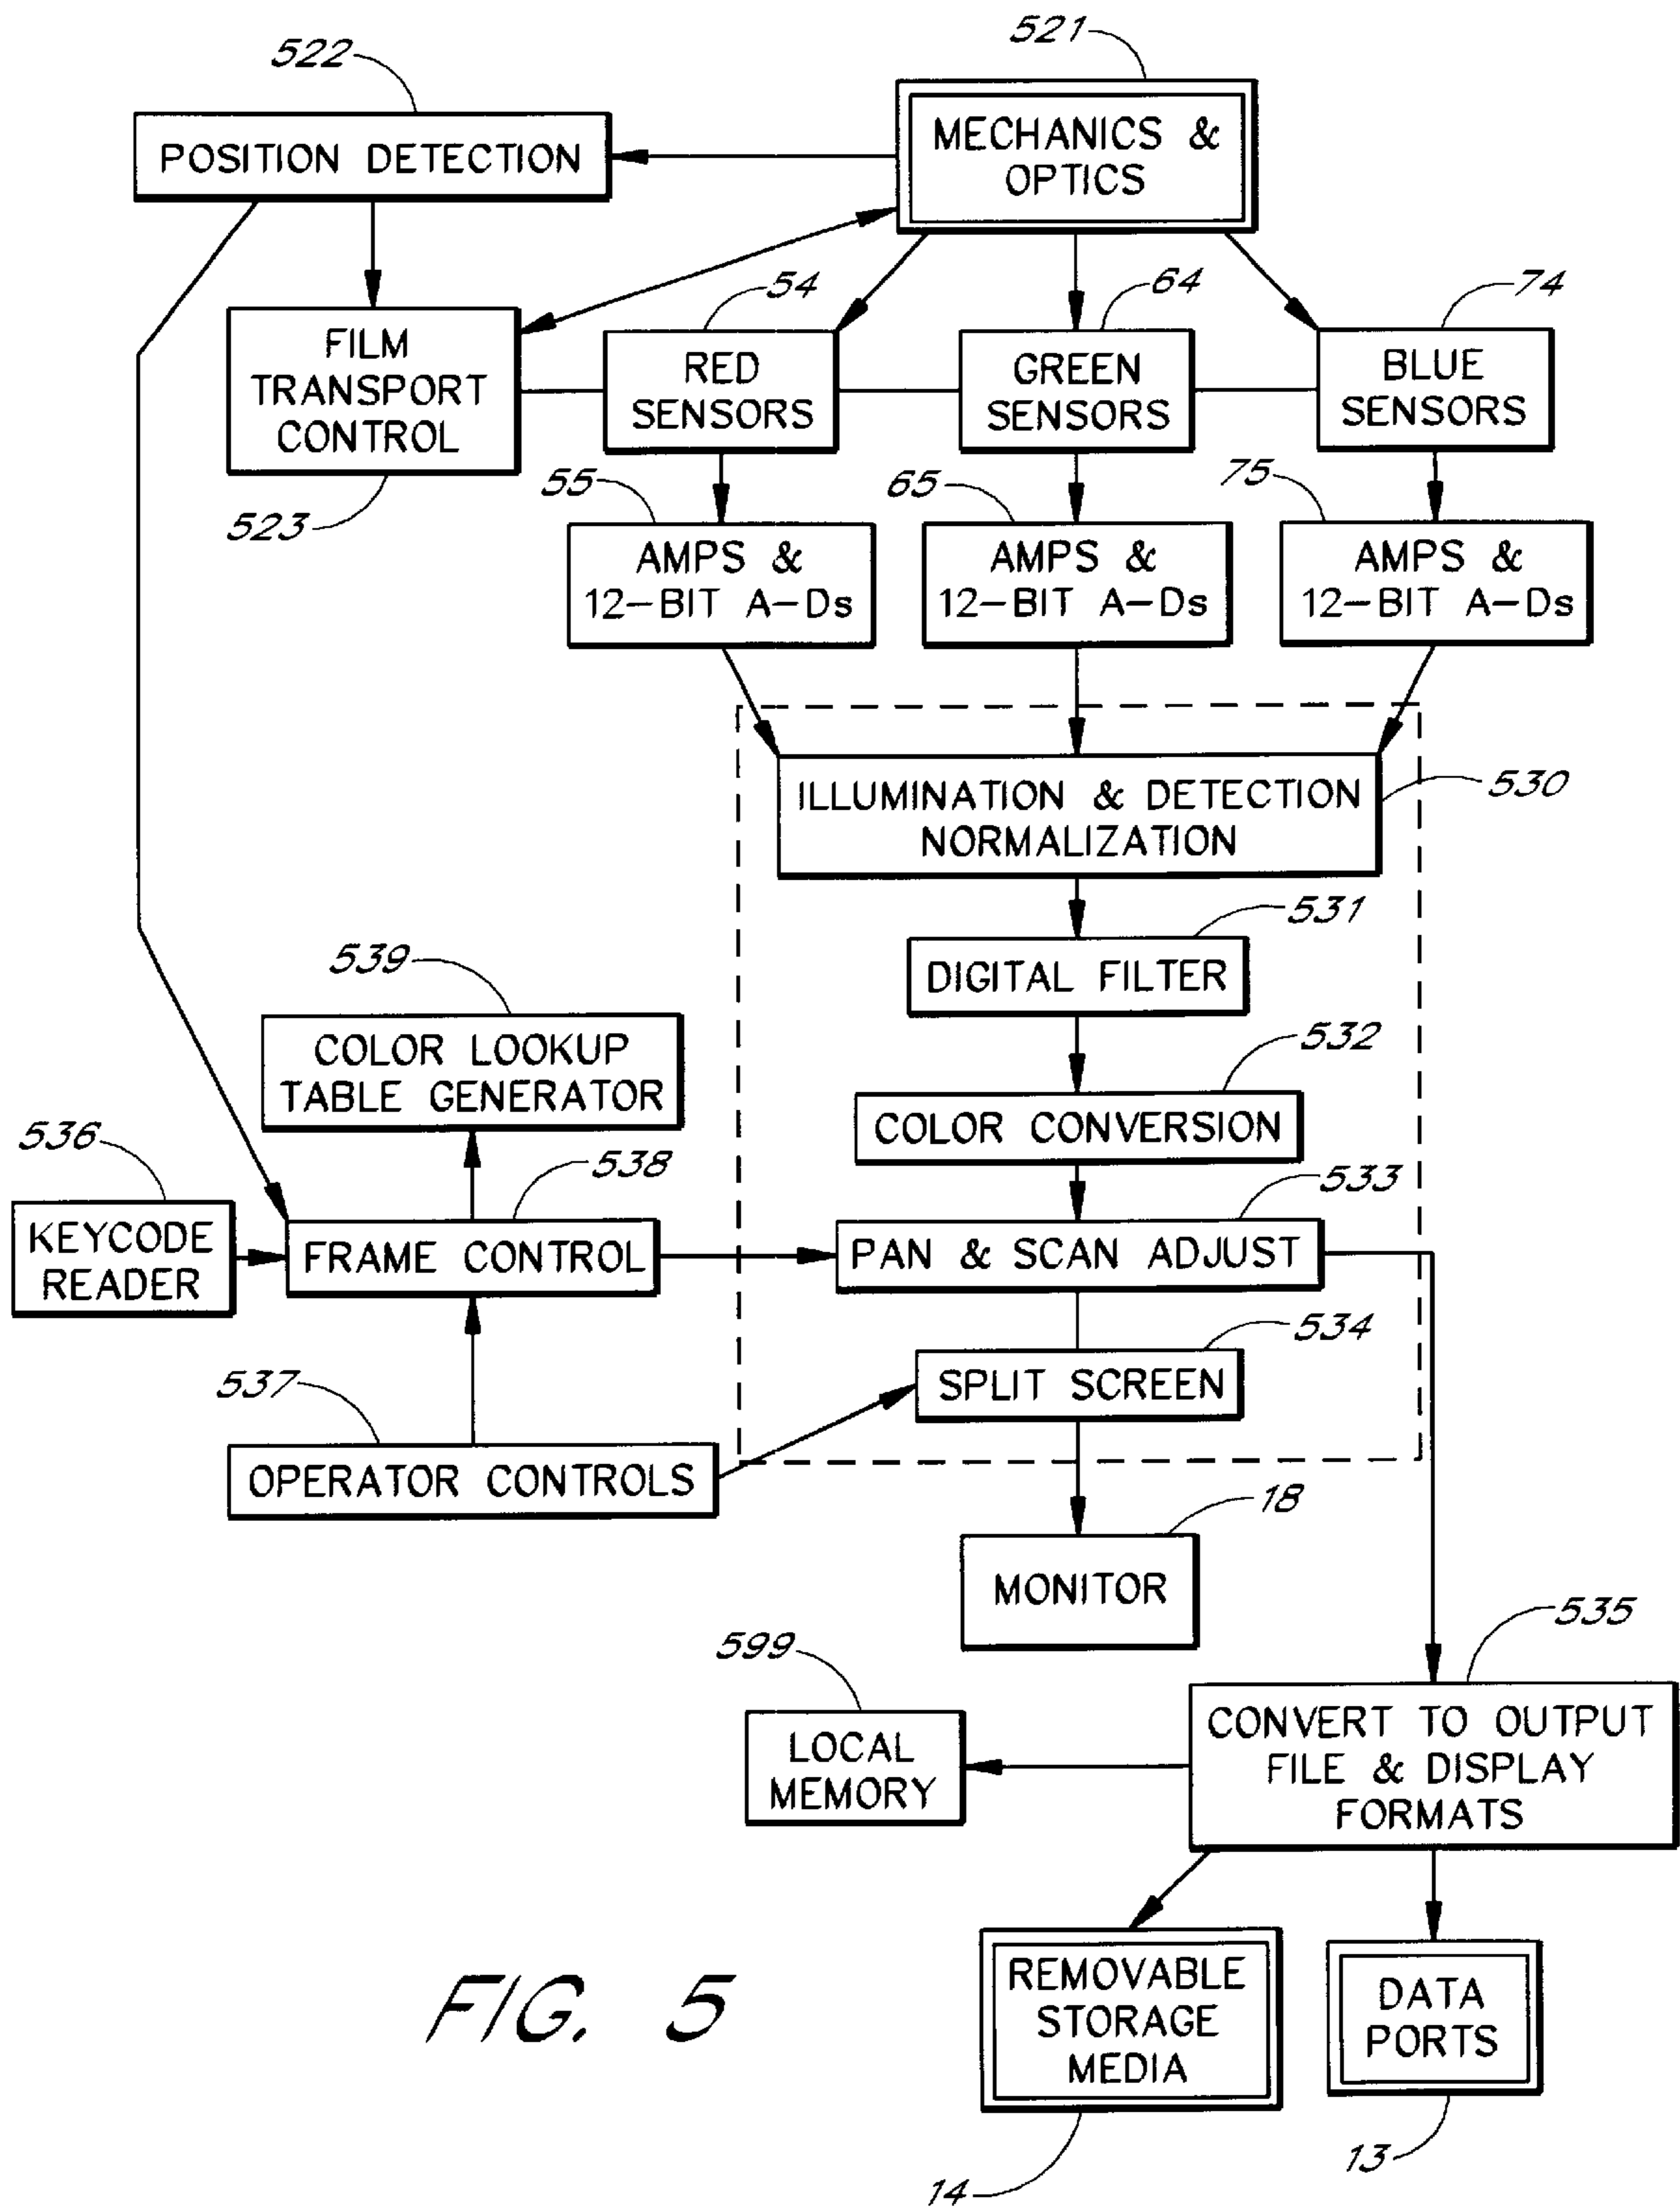 521
522
MECHANICS &
OPTICS
POSITION DETECTION
54
64
74
FILM
TRANSPORT
CONTROL
RED
SENSORS
GREEN
SENSORS
BLUE
SENSORS
523
55
65
75
AMPS &
12-BIT A-Ds
AMPS &
12-BIT A-Ds
AMPS &
12-BIT A-Ds
ILLUMINATION & DETECTION
NORMALIZATION
530
531
DIGITAL FILTER
539
COLOR LOOKUP
TABLE GENERATOR
532
COLOR CONVERSION
536
538
533
KEYCODE
READER
FRAME CONTROL
PAN & SCAN ADJUST
534
SPLIT SCREEN
537
OPERATOR CONTROLS
18
MONITOR
535
599
LOCAL
MEMORY
CONVERT TO OUTPUT
FILE & DISPLAY
FORMATS
REMOVABLE
STORAGE
MEDIA
DATA
PORTS
FIG. 5
14
13